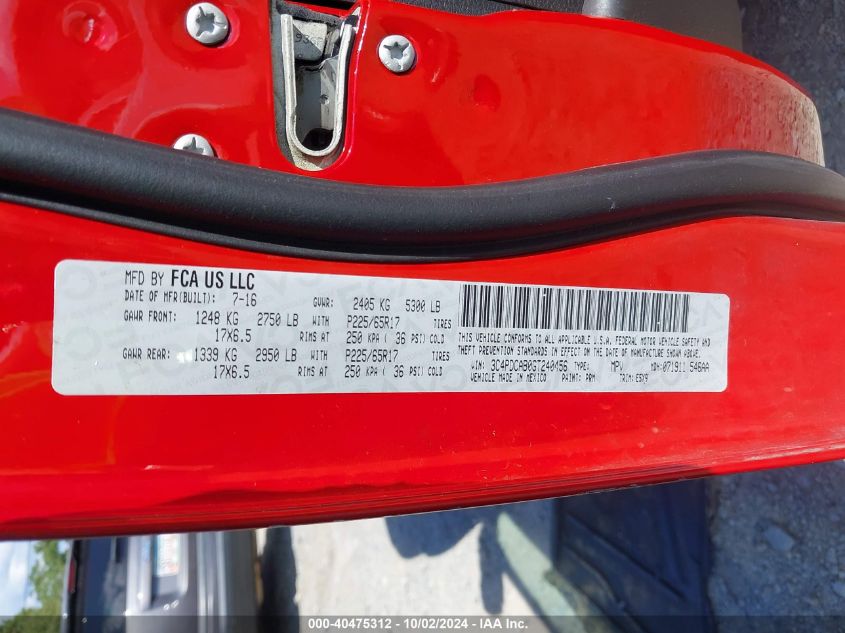 MFD BY FCA US LLC
DATE OF MFR(BUILT): 7-16 GVWR: 2405 KG 5300 LB
GAWR FRONT: 1248 KG 2750 LB WITH P225/65R17 TIRES
17X6.5 RIMS AT 250 KPA ( 36 PSI) COLD
GAWR REAR: 1339 KG 2950 LB WITH P225/65R17 TIRES
17X6.5 RIMS AT 250 KPA ( 36 PSI) COLD
THIS VEHICLE CONFORMS TO ALL APPLICABLE U.S.A. FEDERAL MOTOR VEHICLE SAFETY AND
THEFT PREVENTION STANDARDS IN EFFECT ON THE DATE OF MANUFACTURE SHOWN ABOVE.
VIN: 3C4PDCAB0GT240456 TYPE: MPV MDH: 071911 546AA
VEHICLE MADE IN MEXICO PAINT: PRM TRIM: E5X9
000-40475312 - 10/02/2024 - IAA Inc.